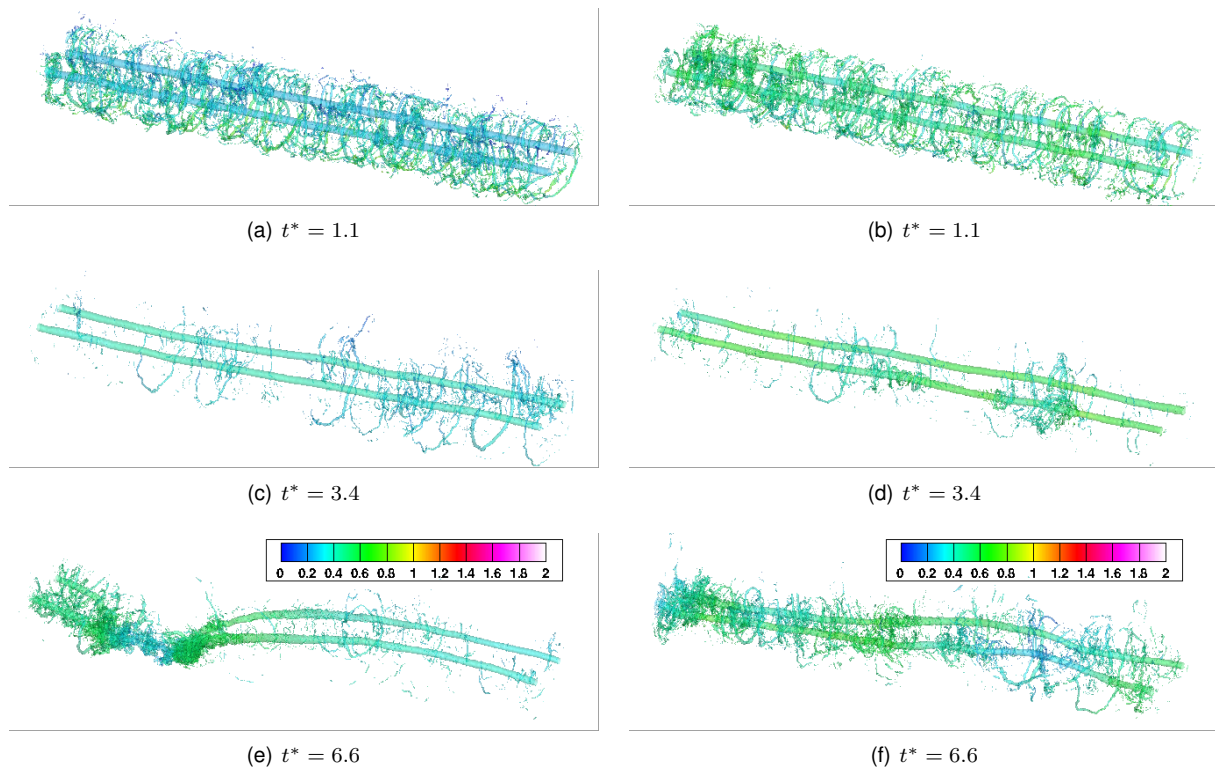 (a) t* = 1.1
(b) t* = 1.1
(c) t* = 3.4
(d) t* = 3.4
0 0.2 0.4 0.6 0.8 1 1.2 1.4 1.6 1.8 2
0 0.2 0.4 0.6 0.8 1 1.2 1.4 1.6 1.8 2
(e) t* = 6.6
(f) t* = 6.6